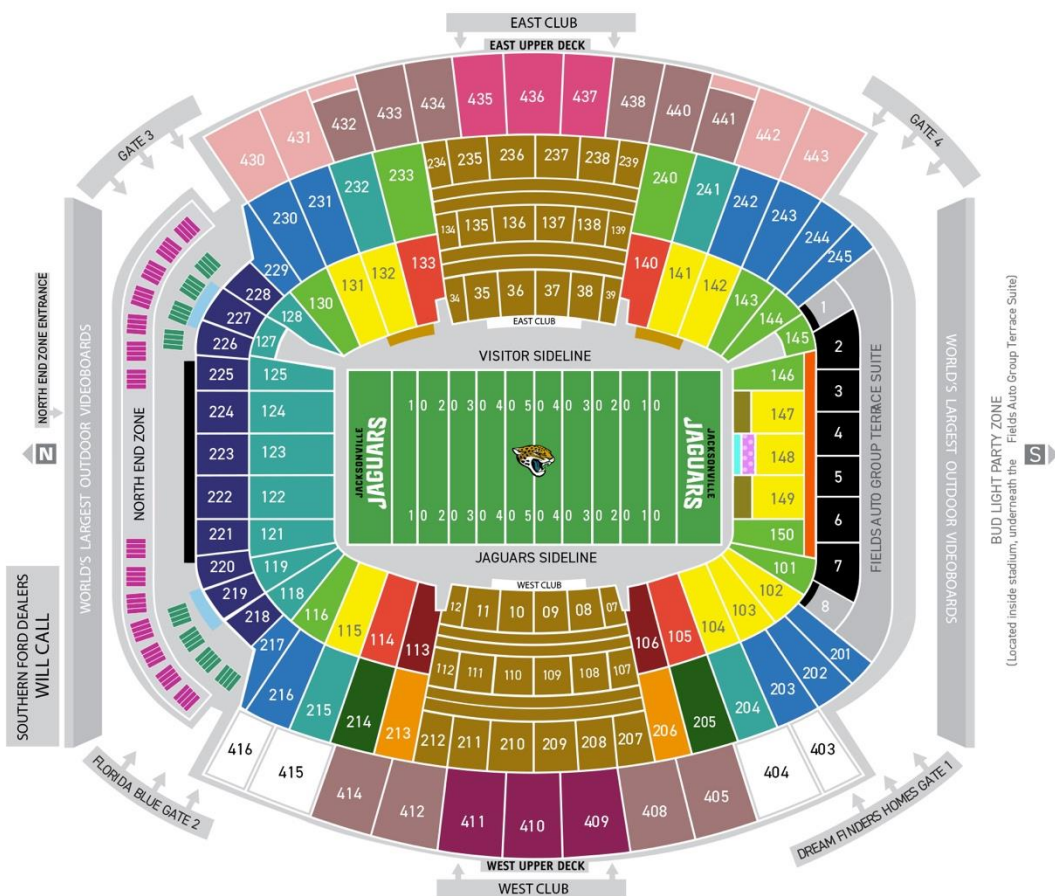 EAST CLUB
EAST UPPER DECK
435 436 437
434 438
433 440
432 441
431 442
430 443
GATE 3
GATE 4
234 235 236 237 238 239
233 240
232 241
231 242
230 243
229 244
245
134 135 136 137 138 139
133 140
132 141
131 142
130 143
128 144
127 145
228
227
226
34 35 36 37 38 39
EAST CLUB
VISITOR SIDELINE
1
2
3
4
5
6
7
8
225 125 146
224 124 147
223 123 148
222 122 149
221 121 150
220 119 101
219 118 102
218 116 103
217 115 104
114 105
113 106
1 0 2 0 3 0 4 0 5 0 4 0 3 0 2 0 1 0
JACKSONVILLE
JAGUARS
JACKSONVILLE
JAGUARS
1 0 2 0 3 0 4 0 5 0 4 0 3 0 2 0 1 0
JAGUARS SIDELINE
WEST CLUB
12 11 10 09 08 07
112 111 110 109 108 107
212 211 210 209 208 207
216 215 214 213 206 205 204 203 202 201
416 415 414 412 411 410 409 408 405 404 403
NORTH END ZONE ENTRANCE
N
WORLD'S LARGEST OUTDOOR VIDEOBOARDS
NORTH END ZONE
SOUTHERN FORD DEALERS
WILL CALL
FIELDS AUTO GROUP TERRACE SUITE
WORLD'S LARGEST OUTDOOR VIDEOBOARDS
BUD LIGHT PARTY ZONE
(Located inside stadium, underneath the Fields Auto Group Terrace Suite)
S
FLORIDA BLUE GATE 2
DREAM FINDERS HOMES GATE 1
WEST UPPER DECK
WEST CLUB